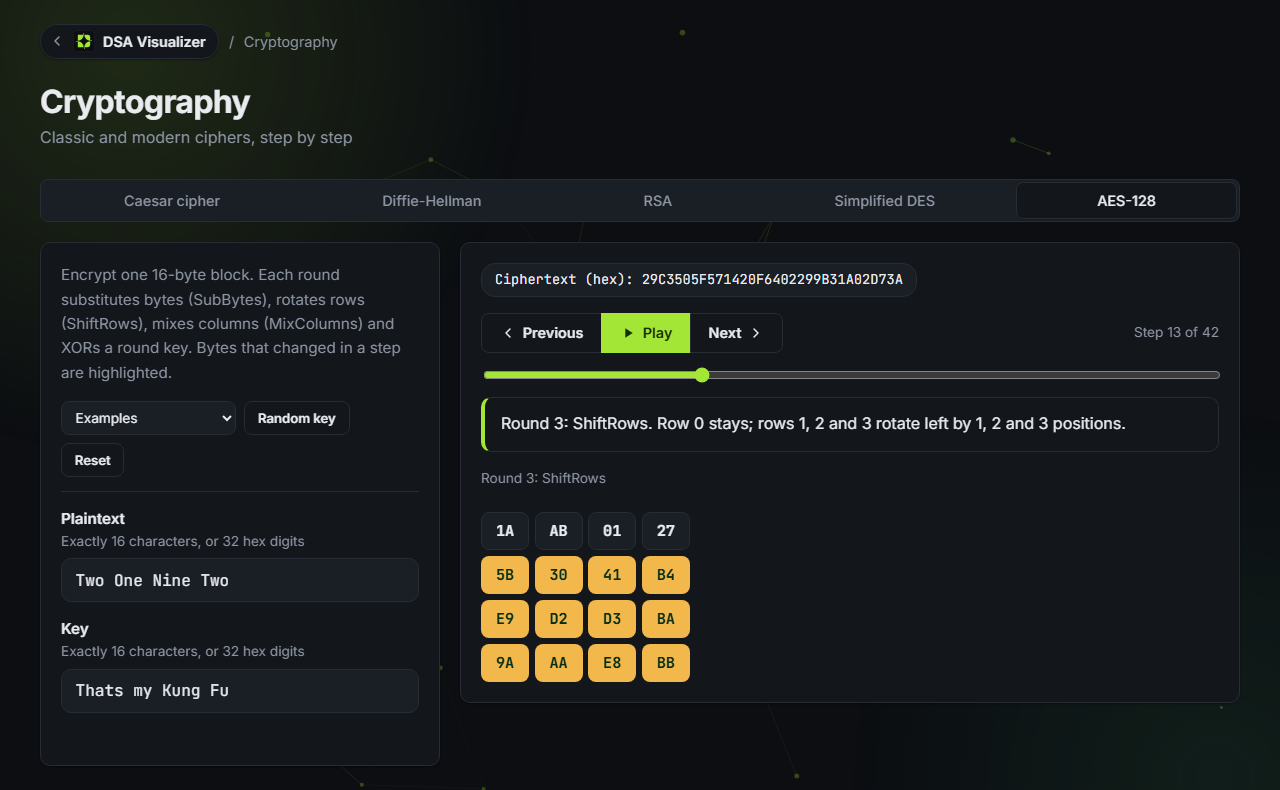 DSA Visualizer / Cryptography
Cryptography
Classic and modern ciphers, step by step
Caesar cipher
Diffie-Hellman
RSA
Simplified DES
AES-128
Encrypt one 16-byte block. Each round
substitutes bytes (SubBytes), rotates rows
(ShiftRows), mixes columns (MixColumns) and
XORs a round key. Bytes that changed in a step
are highlighted.
Examples
Random key
Reset
Plaintext
Exactly 16 characters, or 32 hex digits
Two One Nine Two
Key
Exactly 16 characters, or 32 hex digits
Thats my Kung Fu
Ciphertext (hex): 29C3505F571420F6402299B31A02D73A
Previous
Play
Next
Step 13 of 42
Round 3: ShiftRows. Row 0 stays; rows 1, 2 and 3 rotate left by 1, 2 and 3 positions.
Round 3: ShiftRows
1A AB 01 27
5B 30 41 B4
E9 D2 D3 BA
9A AA E8 BB